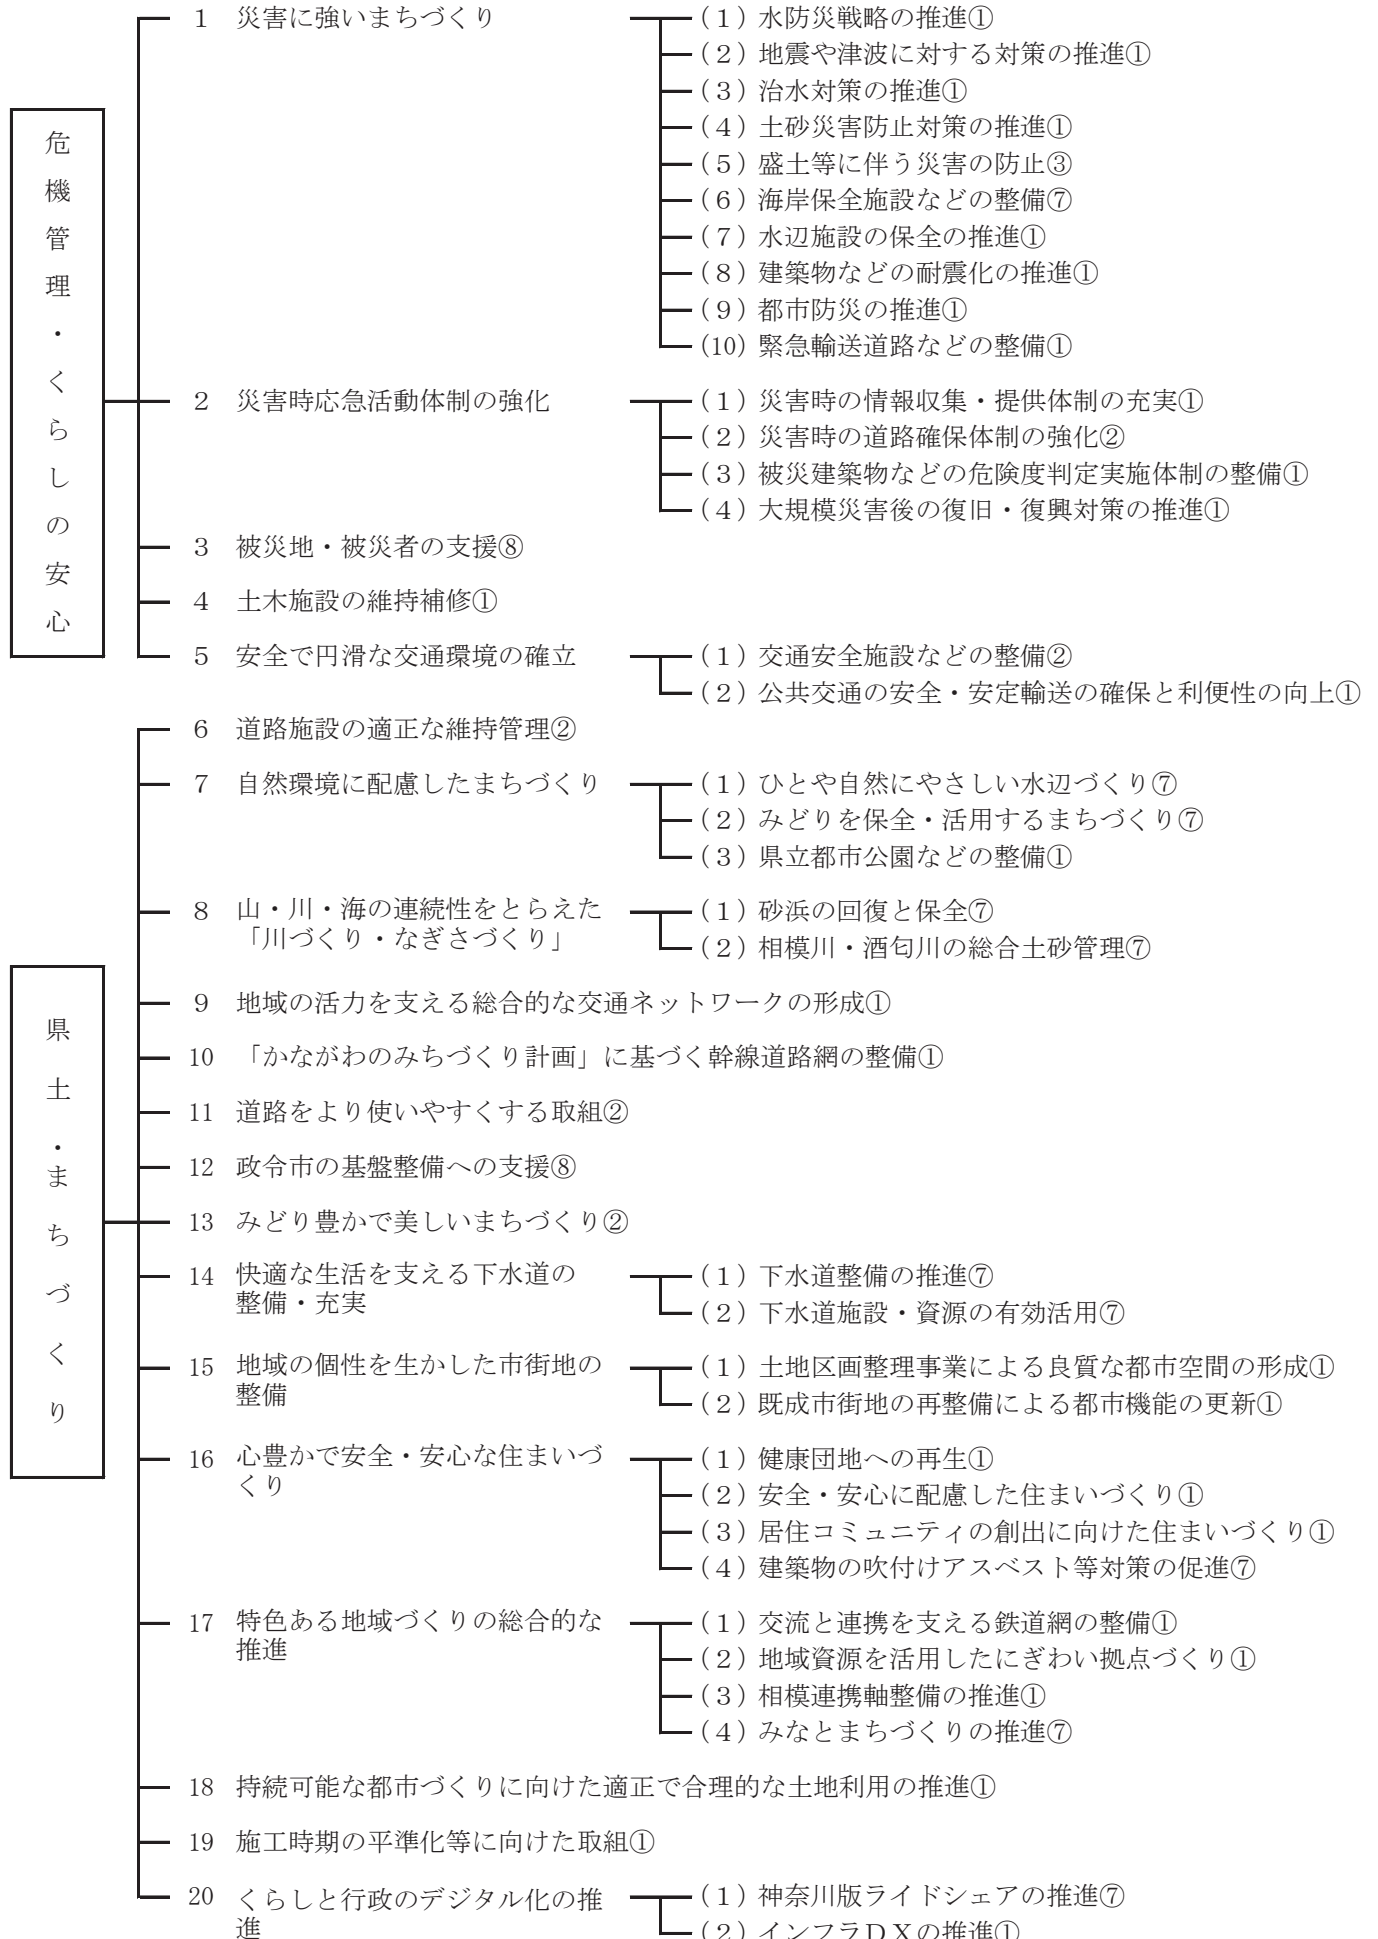 危機管理・くらしの安心
1 災害に強いまちづくり
(1)水防災戦略の推進①
(2)地震や津波に対する対策の推進①
(3)治水対策の推進①
(4)土砂災害防止対策の推進①
(5)盛土等に伴う災害の防止③
(6)海岸保全施設などの整備⑦
(7)水辺施設の保全の推進①
(8)建築物などの耐震化の推進①
(9)都市防災の推進①
(10)緊急輸送道路などの整備①
2 災害時応急活動体制の強化
(1)災害時の情報収集・提供体制の充実①
(2)災害時の道路確保体制の強化②
(3)被災建築物などの危険度判定実施体制の整備①
(4)大規模災害後の復旧・復興対策の推進①
3 被災地・被災者の支援⑧
4 土木施設の維持補修①
5 安全で円滑な交通環境の確立
(1)交通安全施設などの整備②
(2)公共交通の安全・安定輸送の確保と利便性の向上①
県土・まちづくり
6 道路施設の適正な維持管理②
7 自然環境に配慮したまちづくり
(1)ひとや自然にやさしい水辺づくり⑦
(2)みどりを保全・活用するまちづくり⑦
(3)県立都市公園などの整備①
8 山・川・海の連続性をとらえた
「川づくり・なぎさづくり」
(1)砂浜の回復と保全⑦
(2)相模川・酒匂川の総合土砂管理⑦
9 地域の活力を支える総合的な交通ネットワークの形成①
10 「かながわのみちづくり計画」に基づく幹線道路網の整備①
11 道路をより使いやすくする取組②
12 政令市の基盤整備への支援⑧
13 みどり豊かで美しいまちづくり②
14 快適な生活を支える下水道の
整備・充実
(1)下水道整備の推進⑦
(2)下水道施設・資源の有効活用⑦
15 地域の個性を生かした市街地の
整備
(1)土地区画整理事業による良質な都市空間の形成①
(2)既成市街地の再整備による都市機能の更新①
16 心豊かで安全・安心な住まいづ
くり
(1)健康団地への再生①
(2)安全・安心に配慮した住まいづくり①
(3)居住コミュニティの創出に向けた住まいづくり①
(4)建築物の吹付けアスベスト等対策の促進⑦
17 特色ある地域づくりの総合的な
推進
(1)交流と連携を支える鉄道網の整備①
(2)地域資源を活用したにぎわい拠点づくり①
(3)相模連携軸整備の推進①
(4)みなとまちづくりの推進⑦
18 持続可能な都市づくりに向けた適正で合理的な土地利用の推進①
19 施工時期の平準化等に向けた取組①
20 くらしと行政のデジタル化の推
進
(1)神奈川版ライドシェアの推進⑦
(2)インフラDXの推進①